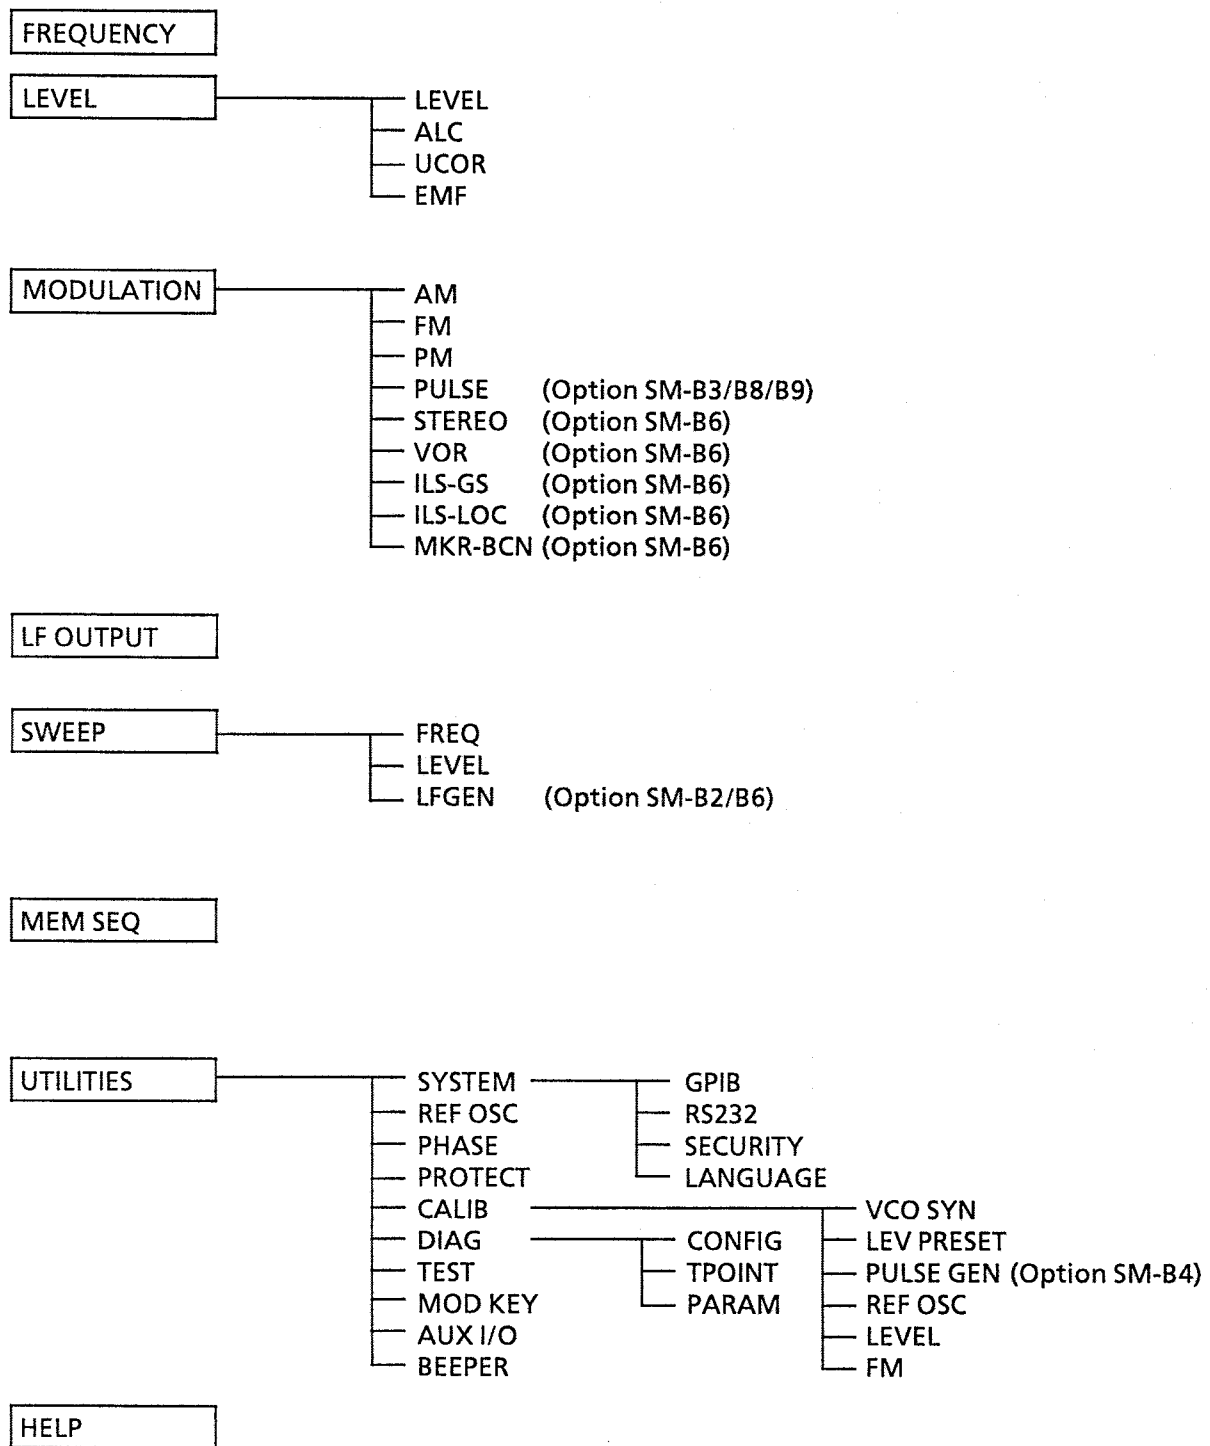 FREQUENCY
LEVEL LEVEL
ALC
UCOR
EMF
MODULATION AM
FM
PM
PULSE (Option SM-B3/B8/B9)
STEREO (Option SM-B6)
VOR (Option SM-B6)
ILS-GS (Option SM-B6)
ILS-LOC (Option SM-B6)
MKR-BCN (Option SM-B6)
LF OUTPUT
SWEEP FREQ
LEVEL
LFGEN (Option SM-B2/B6)
MEM SEQ
UTILITIES SYSTEM GPIB
REF OSC RS232
PHASE SECURITY
PROTECT LANGUAGE
CALIB VCO SYN
DIAG CONFIG LEV PRESET
TEST TPOINT PULSE GEN (Option SM-B4)
MOD KEY PARAM REF OSC
AUX I/O LEVEL
BEEPER FM
HELP